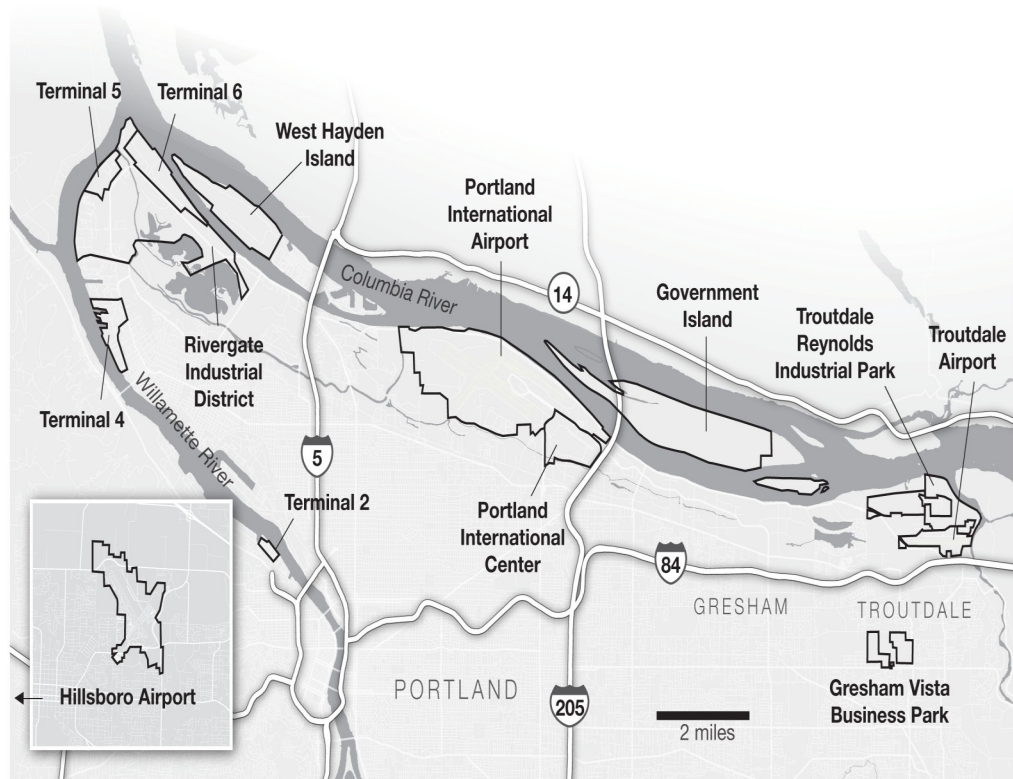 Terminal 5
Terminal 6
West Hayden
Island
Portland
International
Airport
Columbia River
14
Government
Island
Troutdale
Reynolds
Industrial Park
Troutdale
Airport
Rivergate
Industrial
District
Terminal 4
Willamette River
5
Terminal 2
Portland
International
Center
84
GRESHAM
TROUTDALE
Hillsboro Airport
PORTLAND
205
2 miles
Gresham Vista
Business Park